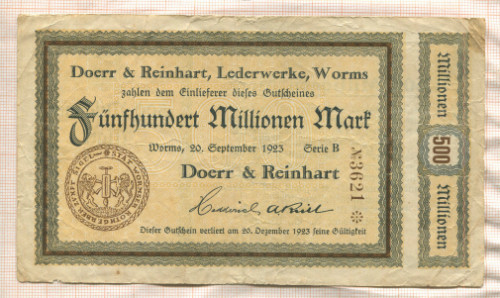 Doerr & Reinhart, Lederwerke, Worms
zahlen dem Einlieferer dieses Gutscheines
Fünfhundert Millionen Mark
Worms, 20. September 1923 Serie B
Doerr & Reinhart
Dieser Gutschein verliert am 20. Dezember 1923 seine Gültigkeit
№3621 *
Millionen
500
Millionen